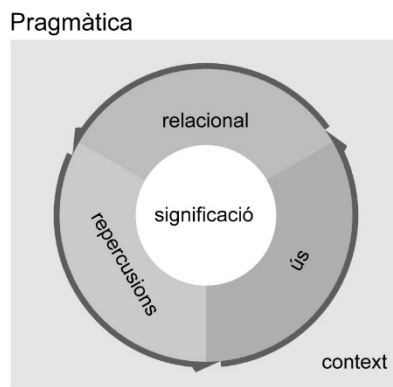 Pragmàtica
relacional
significació
repercusions
ús
context